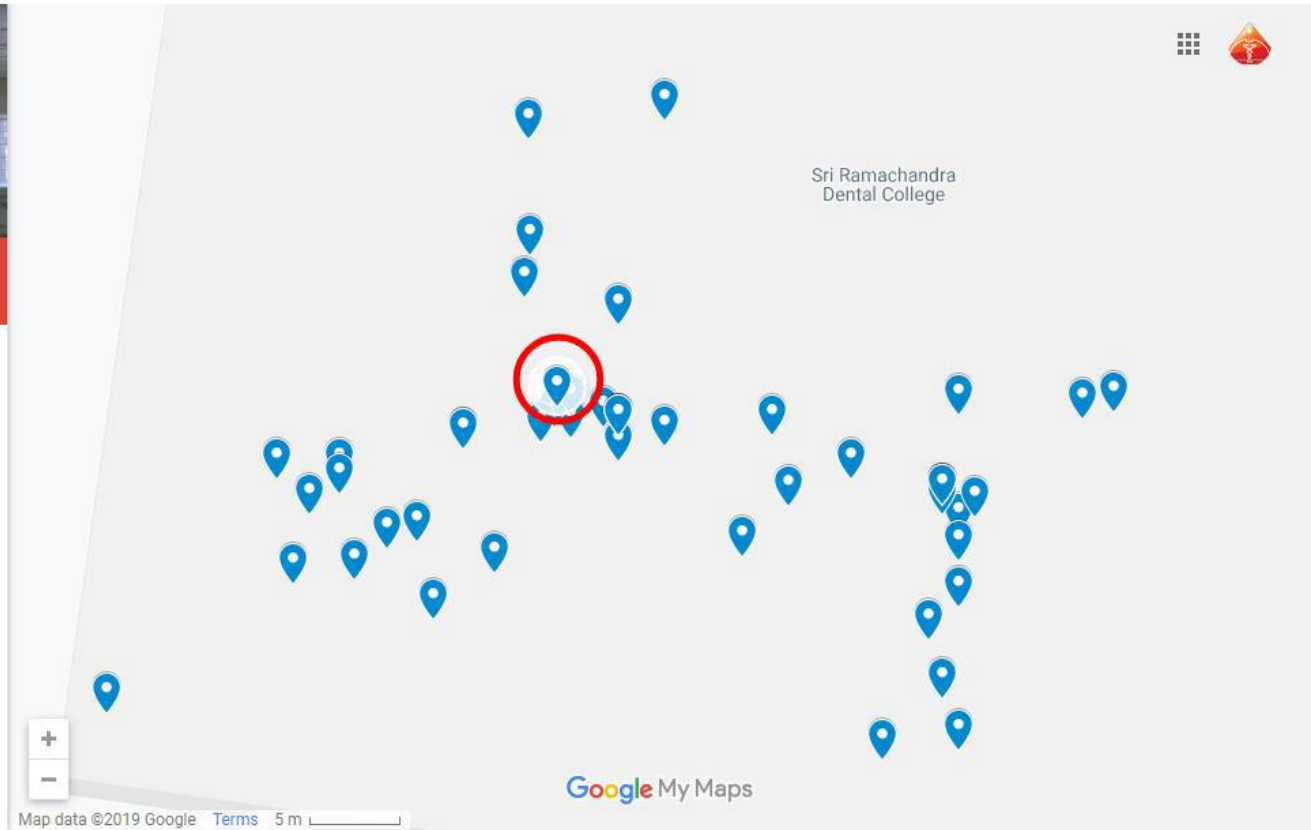 Sri Ramachandra
Dental College
+
−
Google My Maps
Map data ©2019 Google Terms 5 m